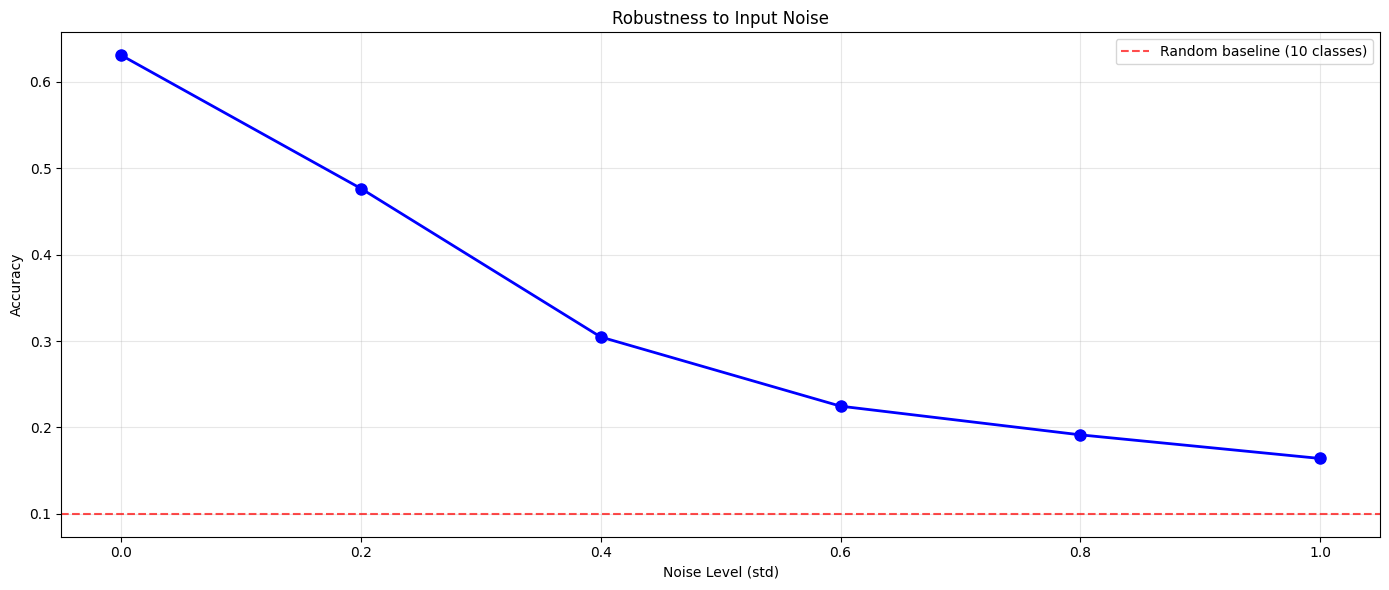 Robustness to Input Noise
Random baseline (10 classes)
0.6
0.5
0.4
0.3
0.2
0.1
Accuracy
0.0 0.2 0.4 0.6 0.8 1.0
Noise Level (std)